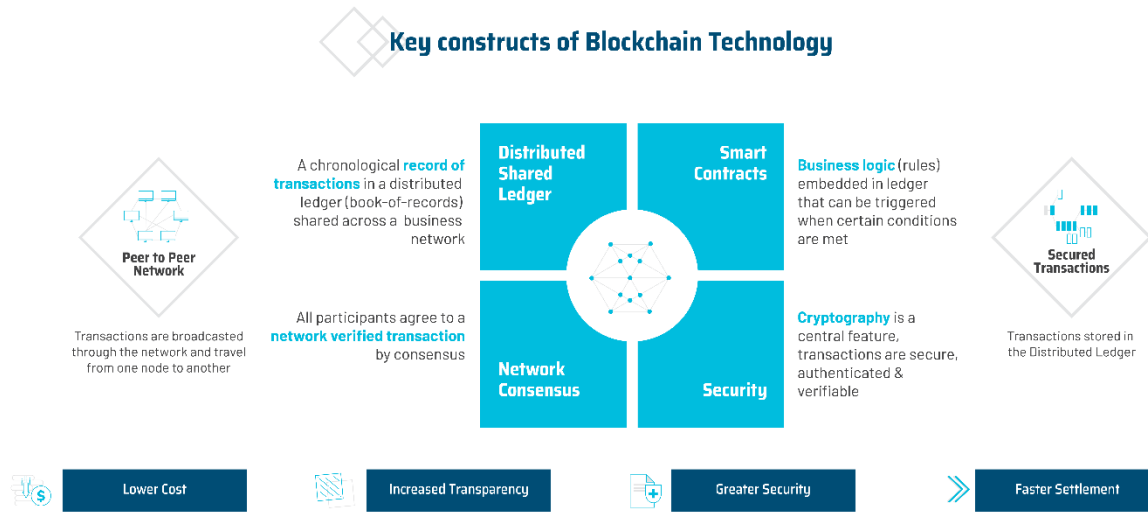 Key constructs of Blockchain Technology
Peer to Peer
Network
Transactions are broadcasted
through the network and travel
from one node to another
A chronological record of
transactions in a distributed
ledger (book-of-records)
shared across a business
network
Distributed
Shared
Ledger
Smart
Contracts
Business logic (rules)
embedded in ledger
that can be triggered
when certain conditions
are met
All participants agree to a
network verified transaction
by consensus
Network
Consensus
Security
Cryptography is a
central feature,
transactions are secure,
authenticated &
verifiable
Secured
Transactions
Transactions stored in
the Distributed Ledger
$
Lower Cost
Increased Transparency
Greater Security
Faster Settlement